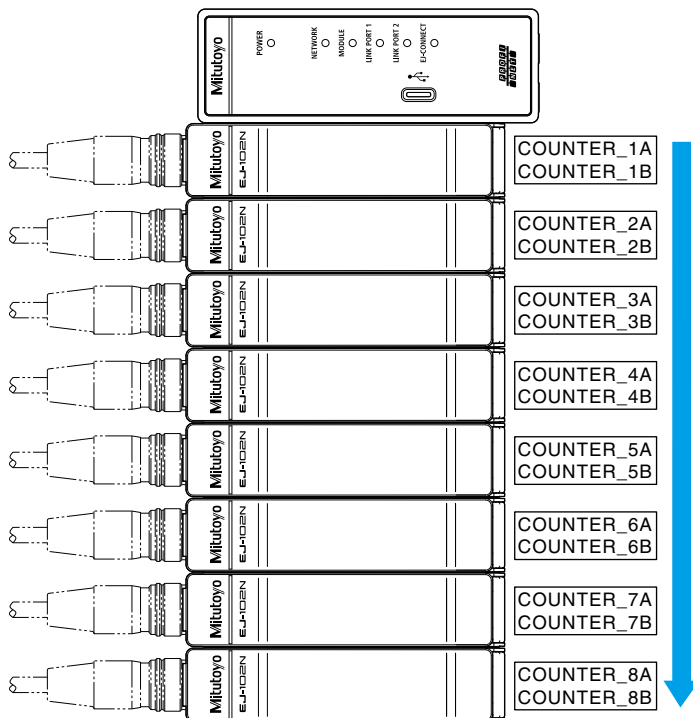 Mitutoyo
POWER
NETWORK
MODULE
LINK PORT 1
LINK PORT 2
EJ-CONNECT
PROFI
NET
Mitutoyo
EJ-102N
COUNTER_1A
COUNTER_1B
Mitutoyo
EJ-102N
COUNTER_2A
COUNTER_2B
Mitutoyo
EJ-102N
COUNTER_3A
COUNTER_3B
Mitutoyo
EJ-102N
COUNTER_4A
COUNTER_4B
Mitutoyo
EJ-102N
COUNTER_5A
COUNTER_5B
Mitutoyo
EJ-102N
COUNTER_6A
COUNTER_6B
Mitutoyo
EJ-102N
COUNTER_7A
COUNTER_7B
Mitutoyo
EJ-102N
COUNTER_8A
COUNTER_8B